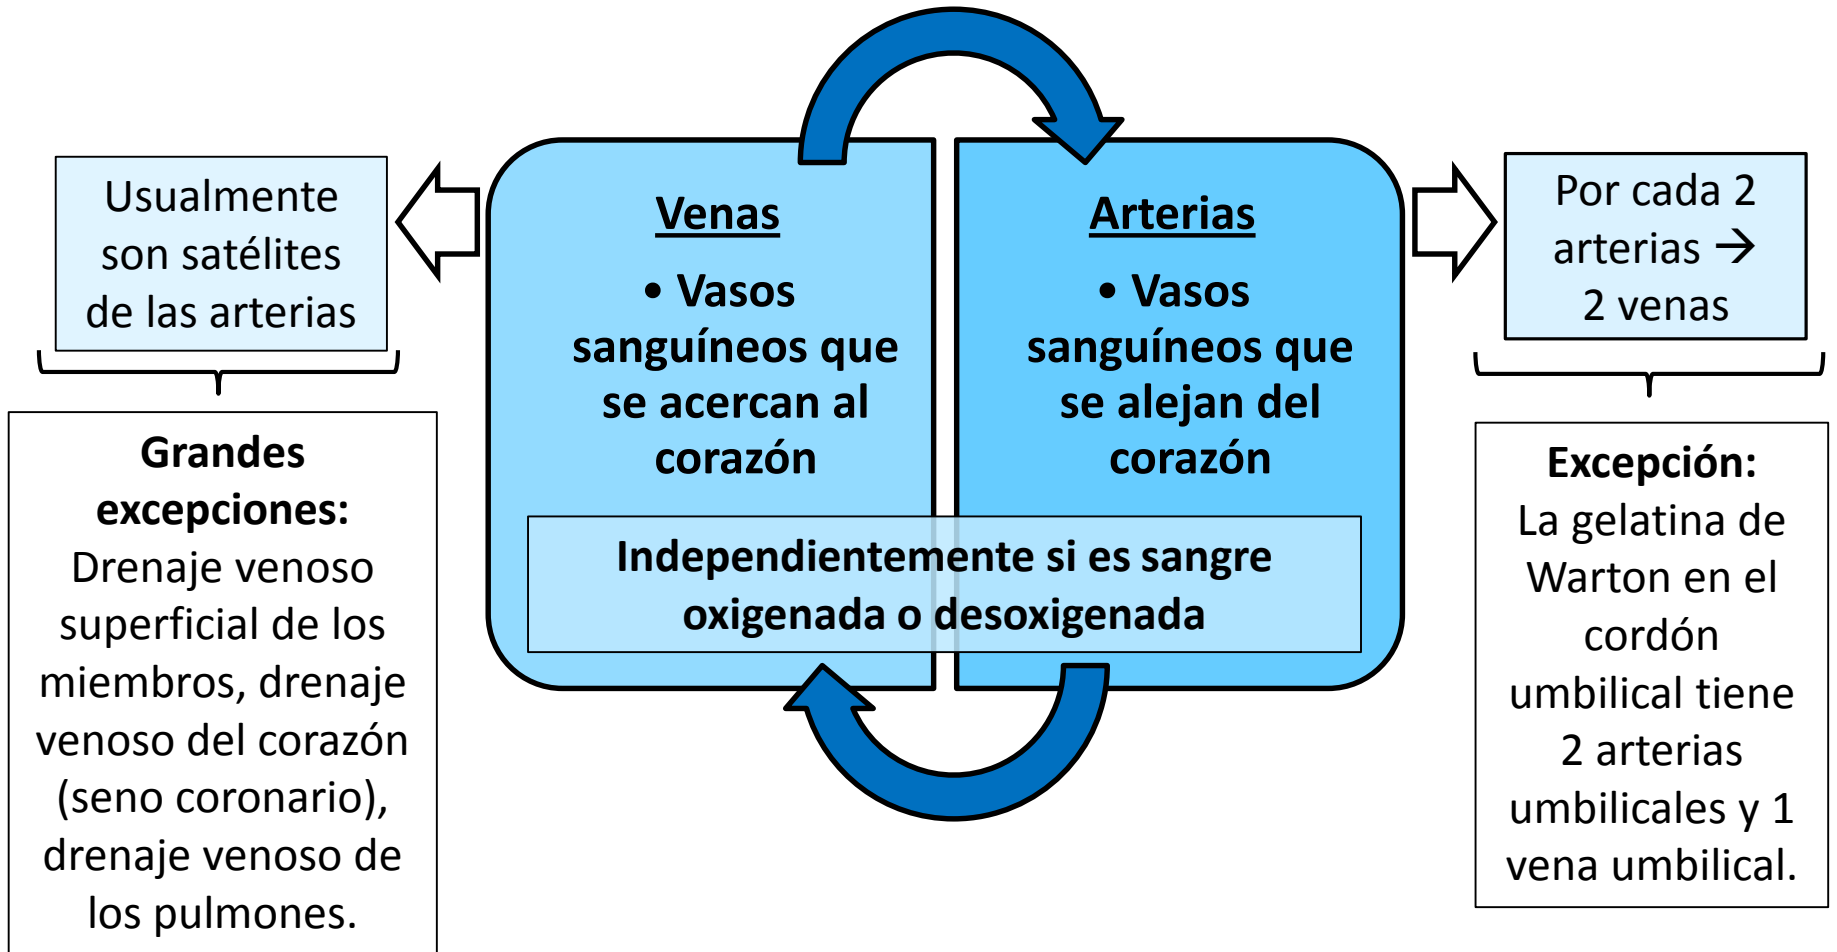 Usualmente
son satélites
de las arterias
Grandes
excepciones:
Drenaje venoso
superficial de los
miembros, drenaje
venoso del corazón
(seno coronario),
drenaje venoso de
los pulmones.
Venas
• Vasos
sanguíneos que
se acercan al
corazón
Arterias
• Vasos
sanguíneos que
se alejan del
corazón
Independientemente si es sangre
oxigenada o desoxigenada
Por cada 2
arterias →
2 venas
Excepción:
La gelatina de
Warton en el
cordón
umbilical tiene
2 arterias
umbilicales y 1
vena umbilical.